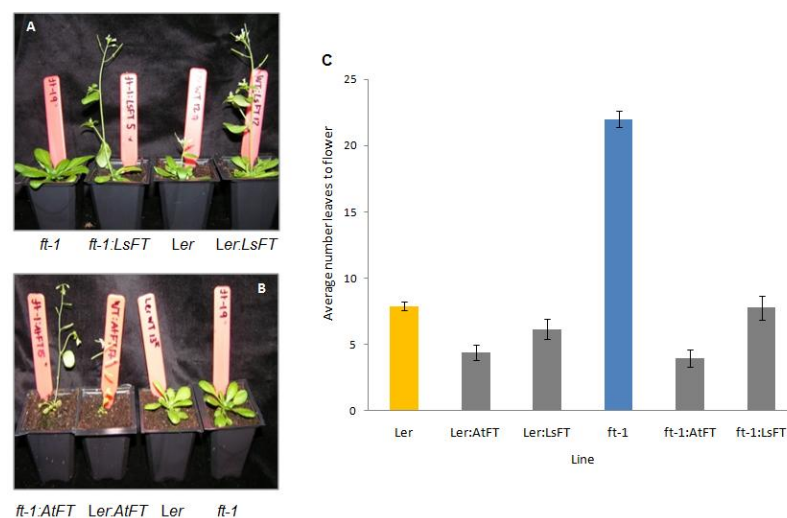 A
ft-1 ft-1:LsFT Ler Ler:LsFT
B
ft-1:AtFT Ler:AtFT Ler ft-1
C
Average number leaves to flower
25
20
15
10
5
0
Ler Ler:AtFT Ler:LsFT ft-1 ft-1:AtFT ft-1:LsFT
Line